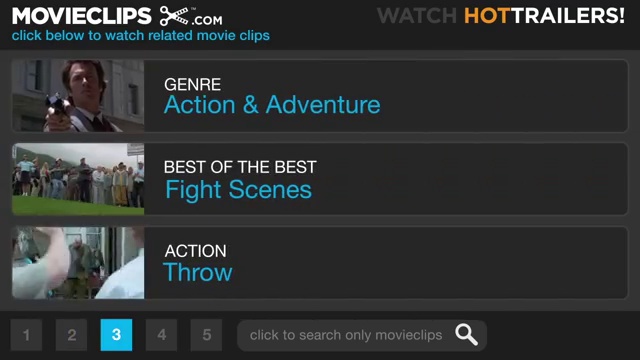 MOVIECLIPS .COM
WATCH HOTTRAILERS!
click below to watch related movie clips
GENRE
Action & Adventure
BEST OF THE BEST
Fight Scenes
ACTION
Throw
1 2 3 4 5 click to search only movieclips